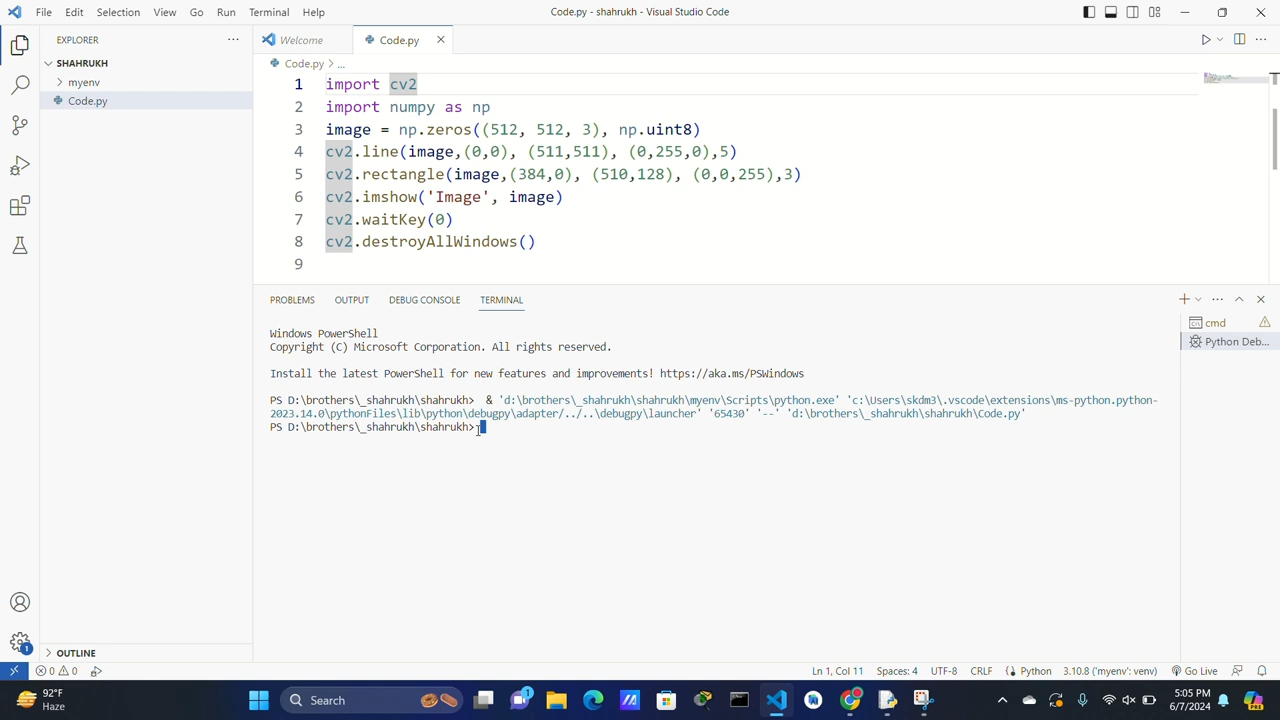 File Edit Selection View Go Run Terminal Help
Code.py - shahrukh - Visual Studio Code
EXPLORER
SHAHRUKH
myenv
Code.py
Welcome
Code.py
Code.py > ...
1 import cv2
2 import numpy as np
3 image = np.zeros((512, 512, 3), np.uint8)
4 cv2.line(image,(0,0), (511,511), (0,255,0),5)
5 cv2.rectangle(image,(384,0), (510,128), (0,0,255),3)
6 cv2.imshow('Image', image)
7 cv2.waitKey(0)
8 cv2.destroyAllWindows()
9
PROBLEMS OUTPUT DEBUG CONSOLE TERMINAL
Windows PowerShell
Copyright (C) Microsoft Corporation. All rights reserved.
Install the latest PowerShell for new features and improvements! https://aka.ms/PSWindows
PS D:\brothers\_shahrukh\shahrukh>  & 'd:\brothers\_shahrukh\shahrukh\myenv\Scripts\python.exe' 'c:\Users\skdm3\.vscode\extensions\ms-python.python-
2023.14.0\pythonFiles\lib\python\debugpy\adapter/../..\debugpy\launcher' '65430' '--' 'd:\brothers\_shahrukh\shahrukh\Code.py'
PS D:\brothers\_shahrukh\shahrukh>
cmd
Python Deb...
OUTLINE
1
0 0
Ln 1, Col 11 Spaces: 4 UTF-8 CRLF Python 3.10.8 ('myenv': venv) Go Live
92°F
Haze
Search
1
5:05 PM
6/7/2024